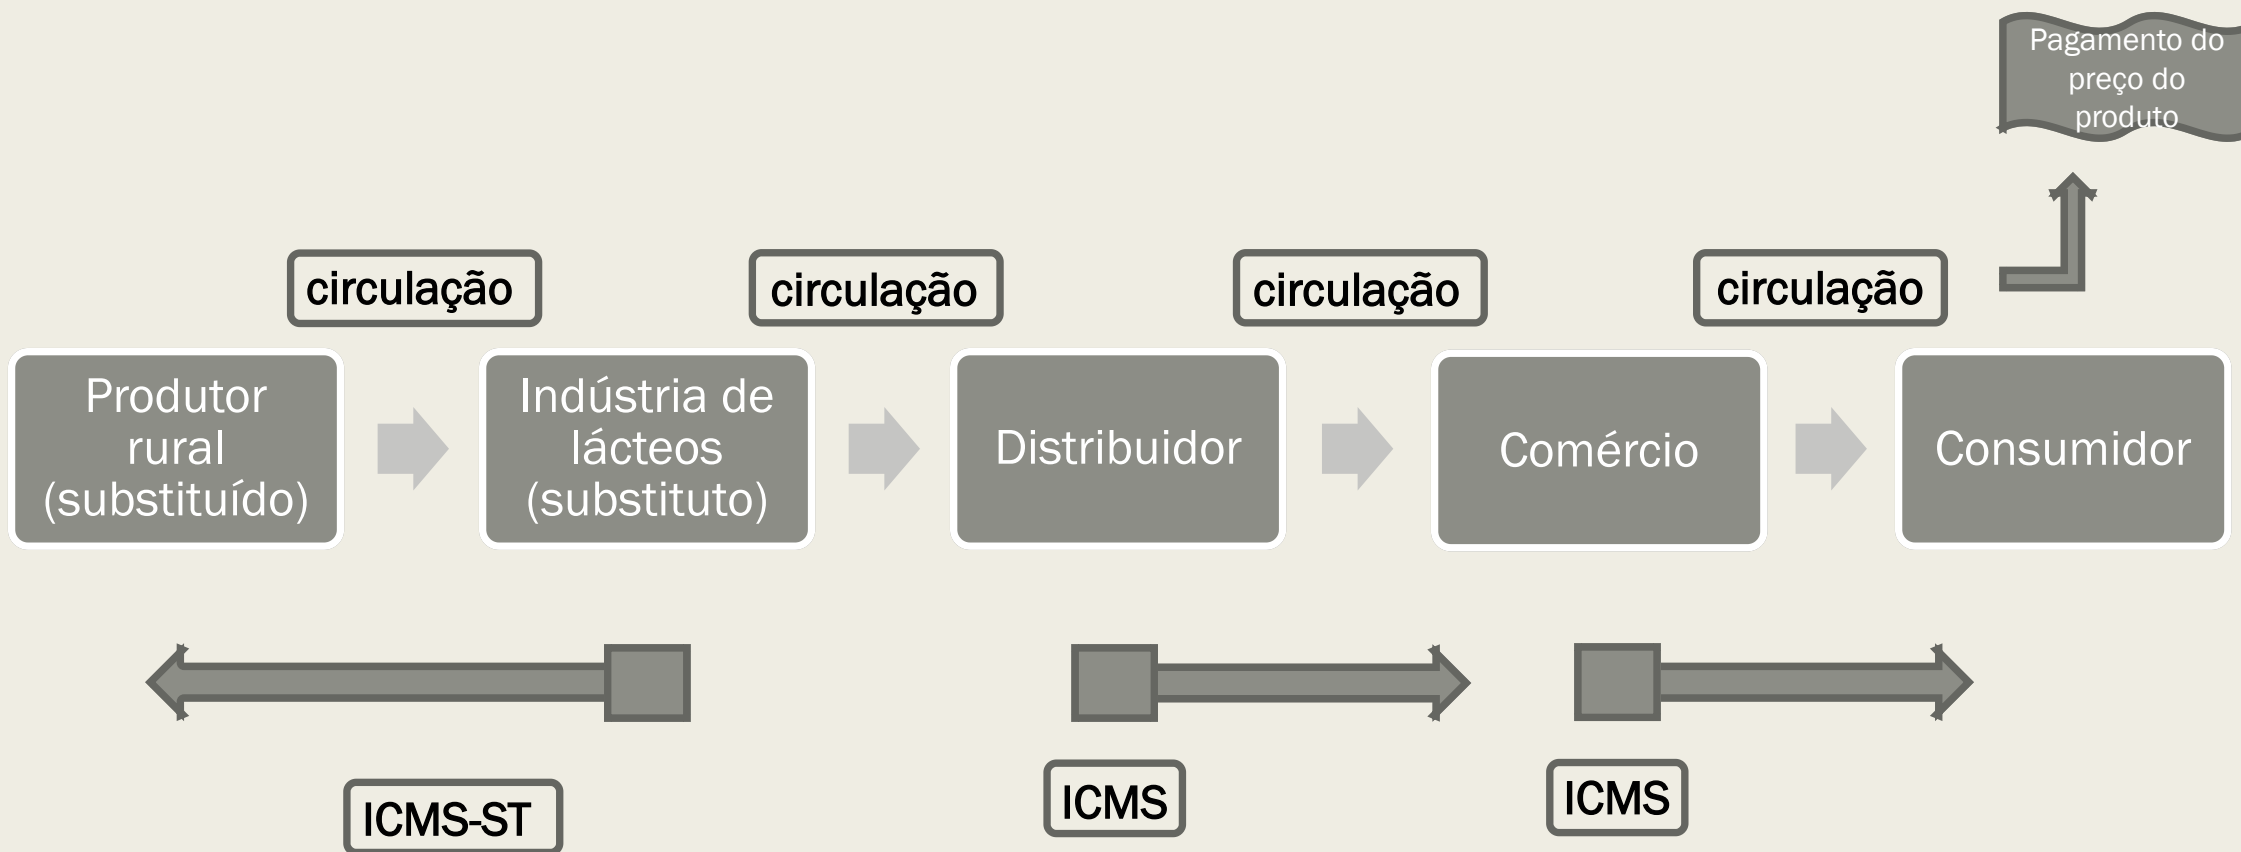 Pagamento do
preço do
produto
circulação
circulação
circulação
circulação
Produtor
rural
(substituído)
Indústria de
lácteos
(substituto)
Distribuidor
Comércio
Consumidor
ICMS-ST
ICMS
ICMS